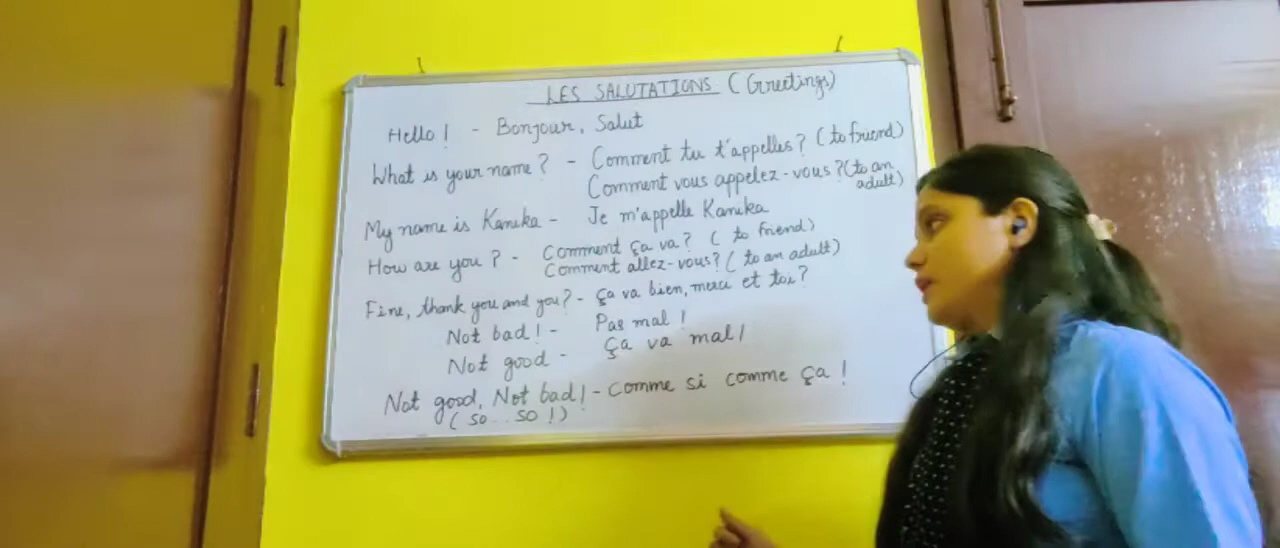 LES SALUTATIONS (Greetings)
Hello! - Bonjour, Salut
What is your name? - Comment tu t'appelles? (to friend)
Comment vous appelez-vous? (to an adult)
My name is Kanika - Je m'appelle Kanika
How are you? - Comment ça va? ( to friend)
Comment allez-vous? ( to an adult)
Fine, thank you and you? - ça va bien, merci et toi?
Not bad! - Pas mal !
Not good - Ça va mal!
Not good, Not bad! - Comme si comme ça !
( so . . so ! )